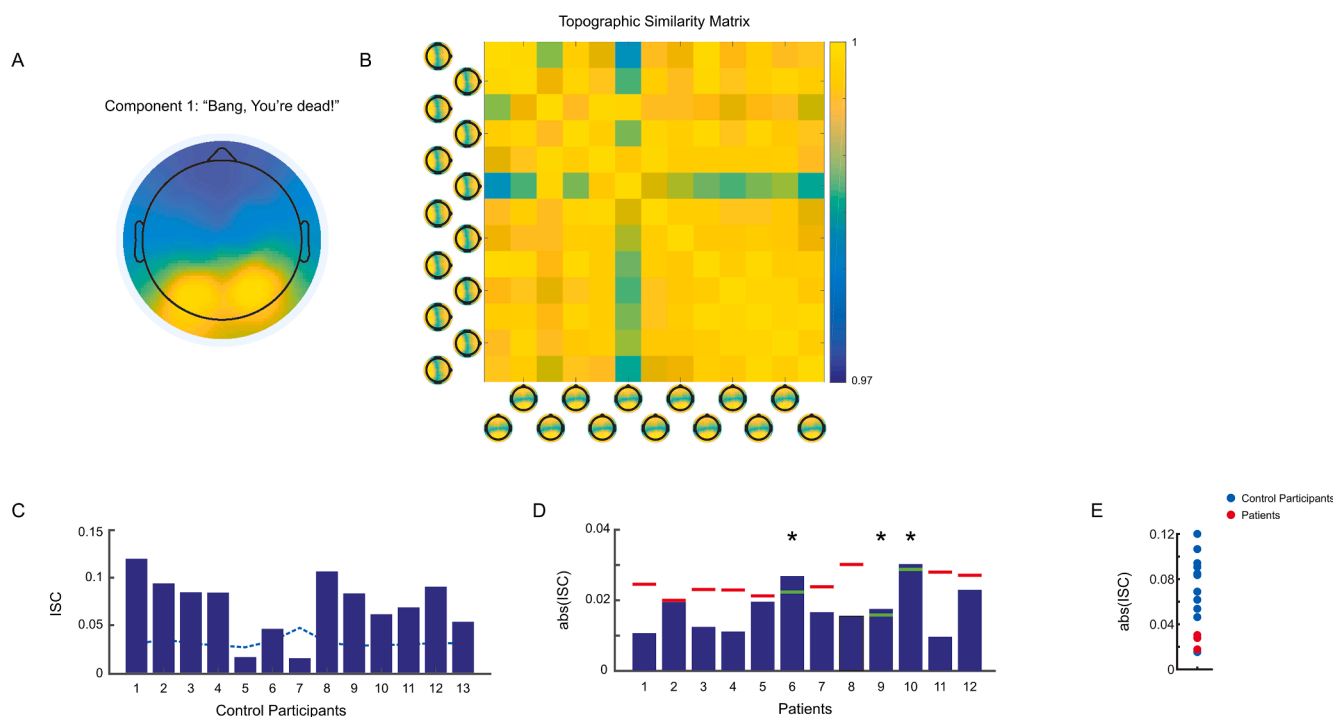 Topographic Similarity Matrix
A
B
1
Component 1: “Bang, You're dead!”
0.97
C
D
E
Control Participants
Patients
0.15
0.1
0.05
0
ISC
1 2 3 4 5 6 7 8 9 10 11 12 13
Control Participants
0.04
0.02
0
abs(ISC)
* * *
1 2 3 4 5 6 7 8 9 10 11 12
Patients
0.12
0.08
0.04
0
abs(ISC)